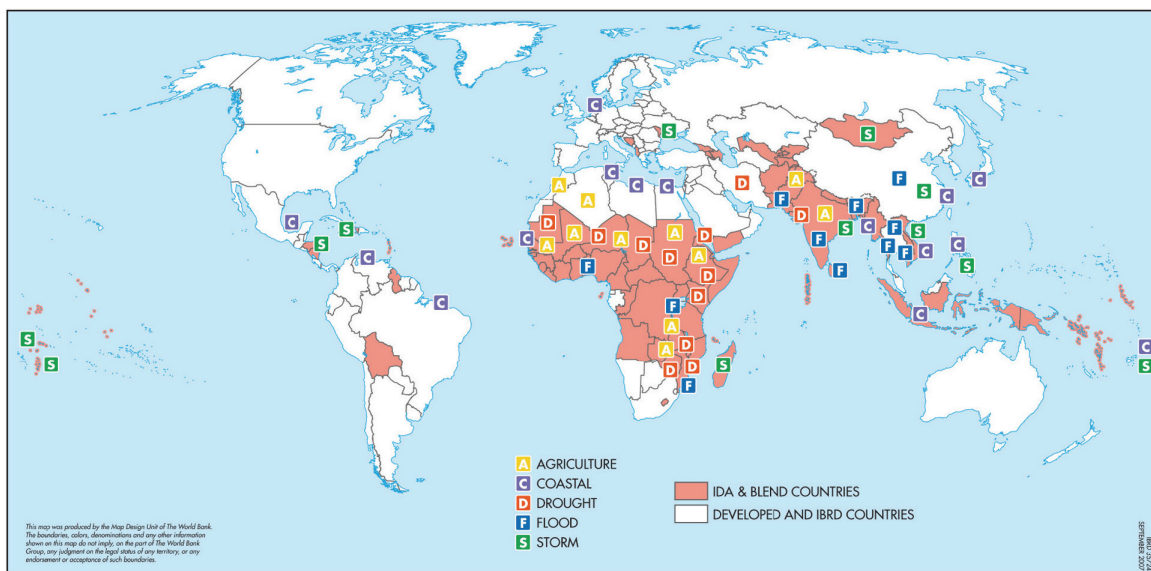 A AGRICULTURE
C COASTAL
D DROUGHT
F FLOOD
S STORM
IDA & BLEND COUNTRIES
DEVELOPED AND IBRD COUNTRIES
This map was produced by the Map Design Unit of The World Bank.
The boundaries, colors, denominations and any other information
shown on this map do not imply, on the part of The World Bank
Group, any judgment on the legal status of any territory, or any
endorsement or acceptance of such boundaries.
SEPTEMBER 2007